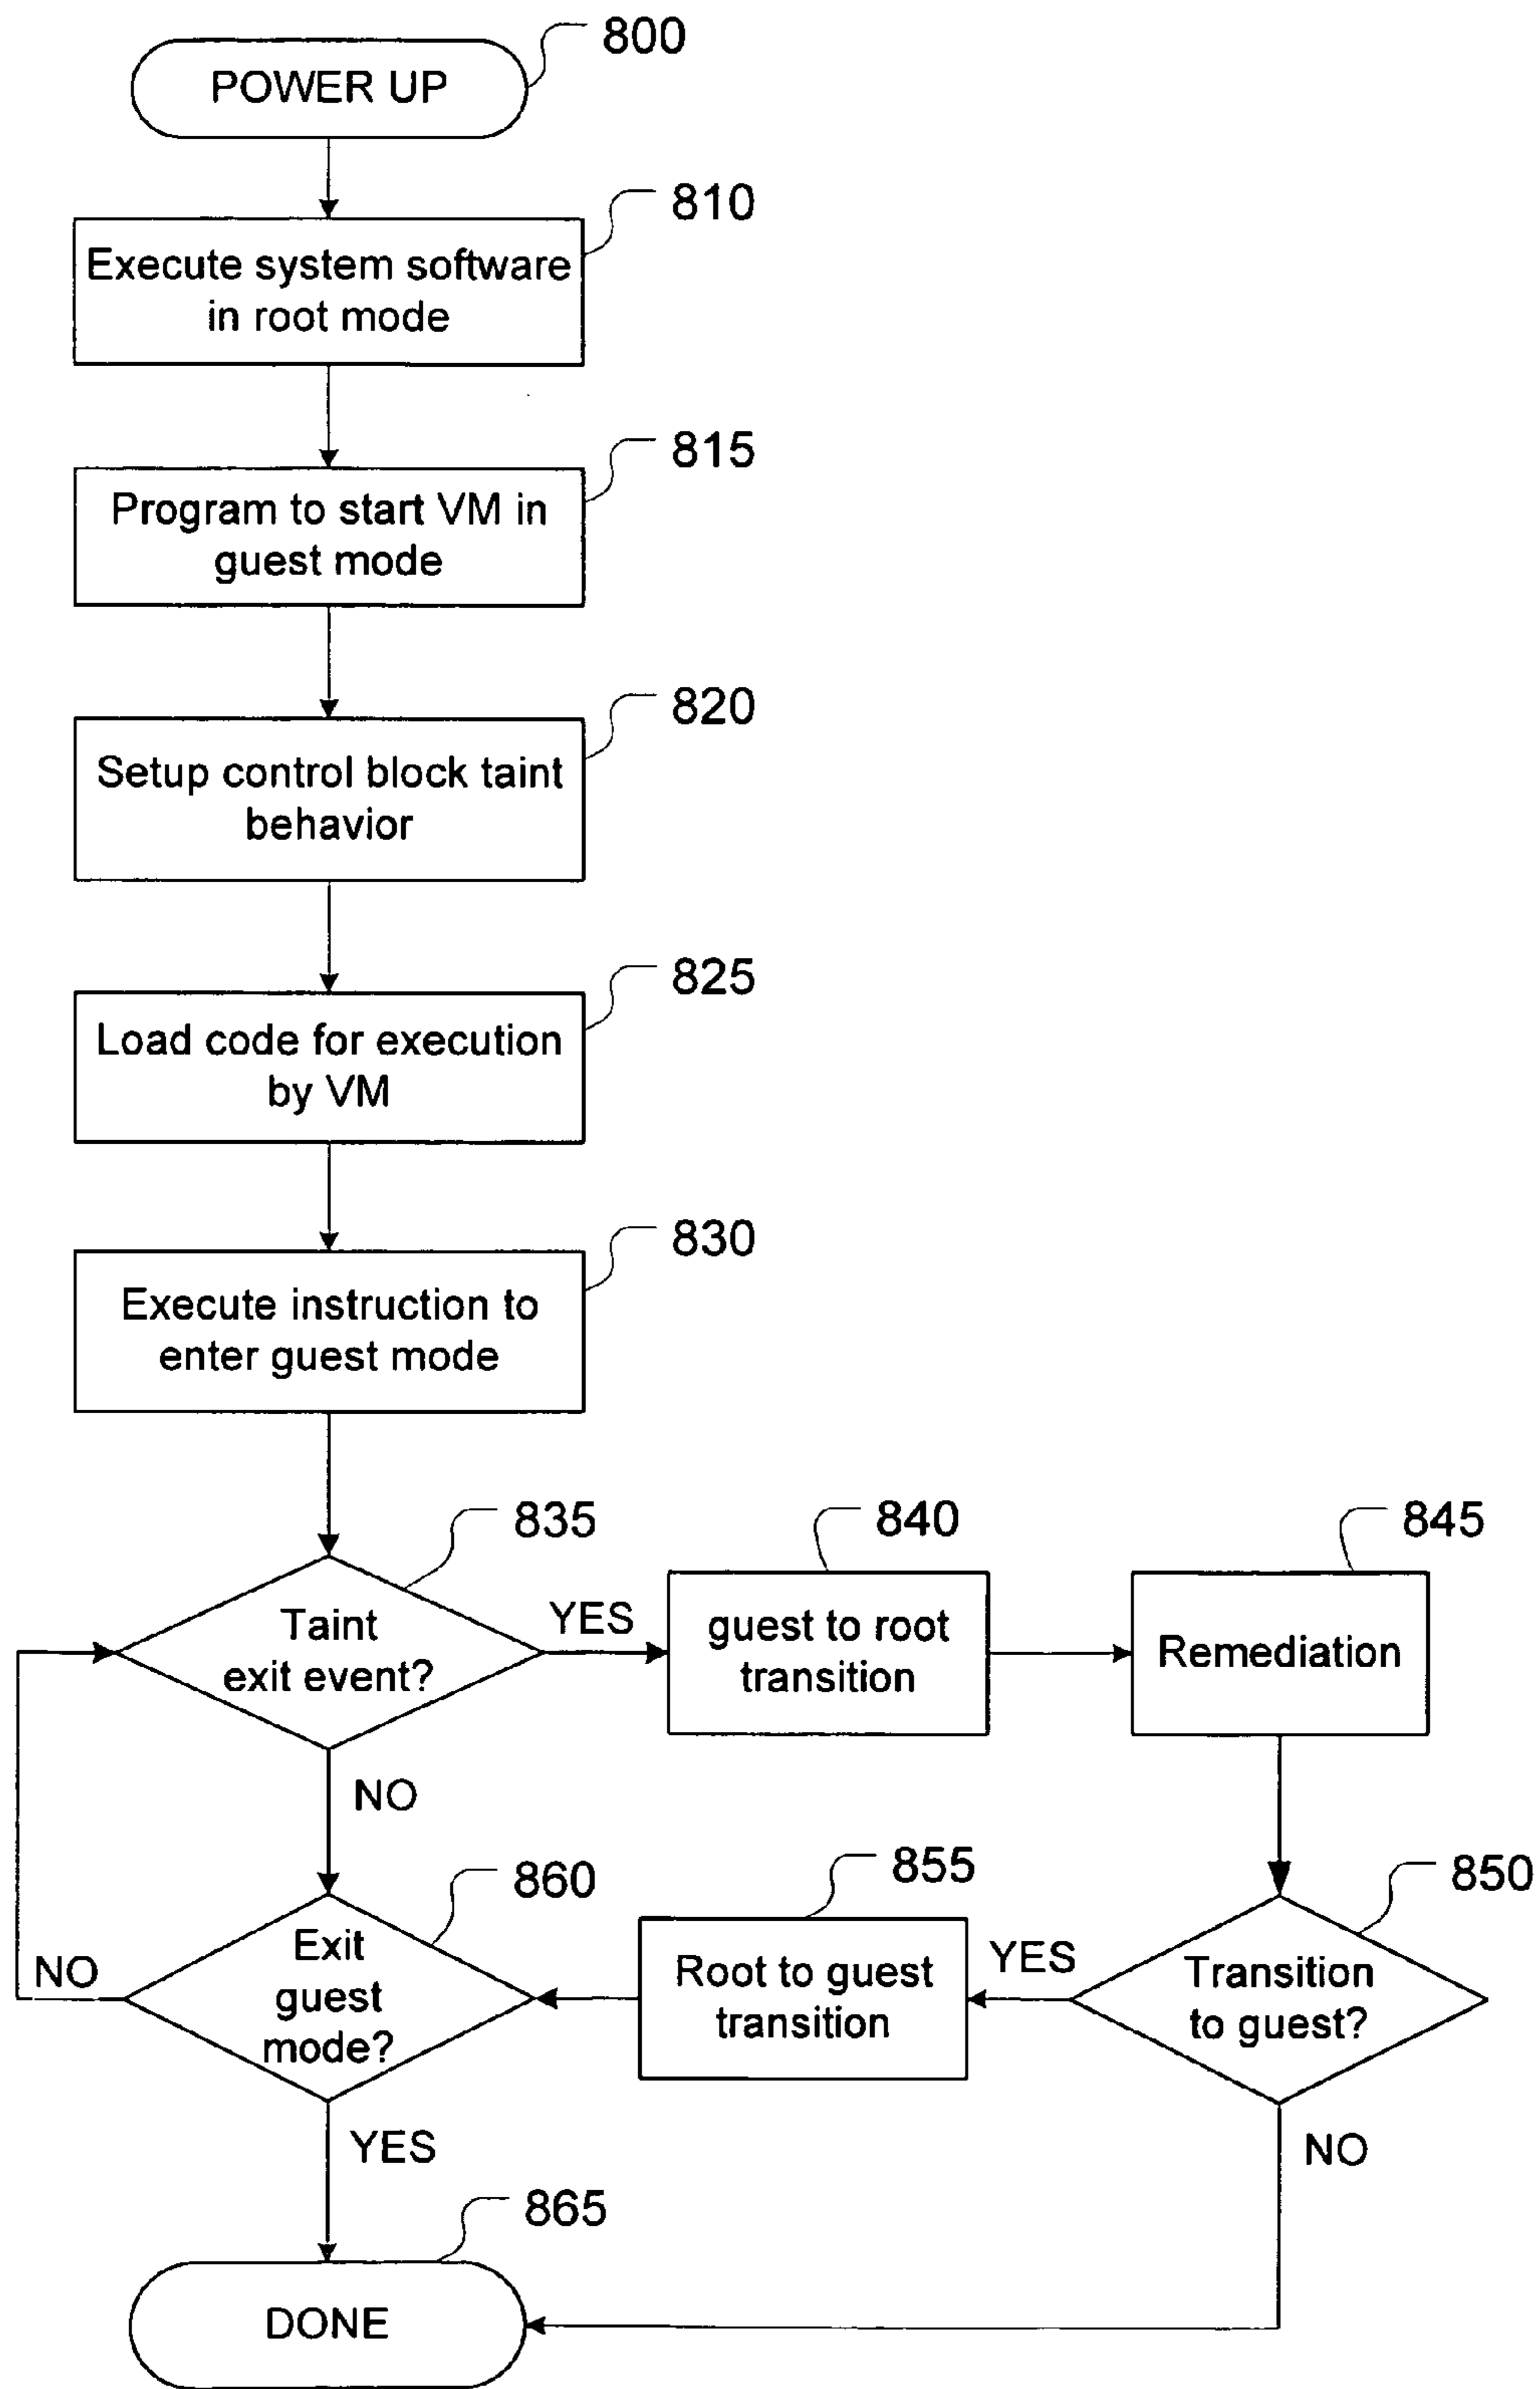 800
POWER UP
810
Execute system software
in root mode
815
Program to start VM in
guest mode
820
Setup control block taint
behavior
825
Load code for execution
by VM
830
Execute instruction to
enter guest mode
835
Taint
exit event?
YES
840
guest to root
transition
845
Remediation
NO
860
Exit
guest
mode?
NO
855
Root to guest
transition
YES
850
Transition
to guest?
YES
NO
865
DONE